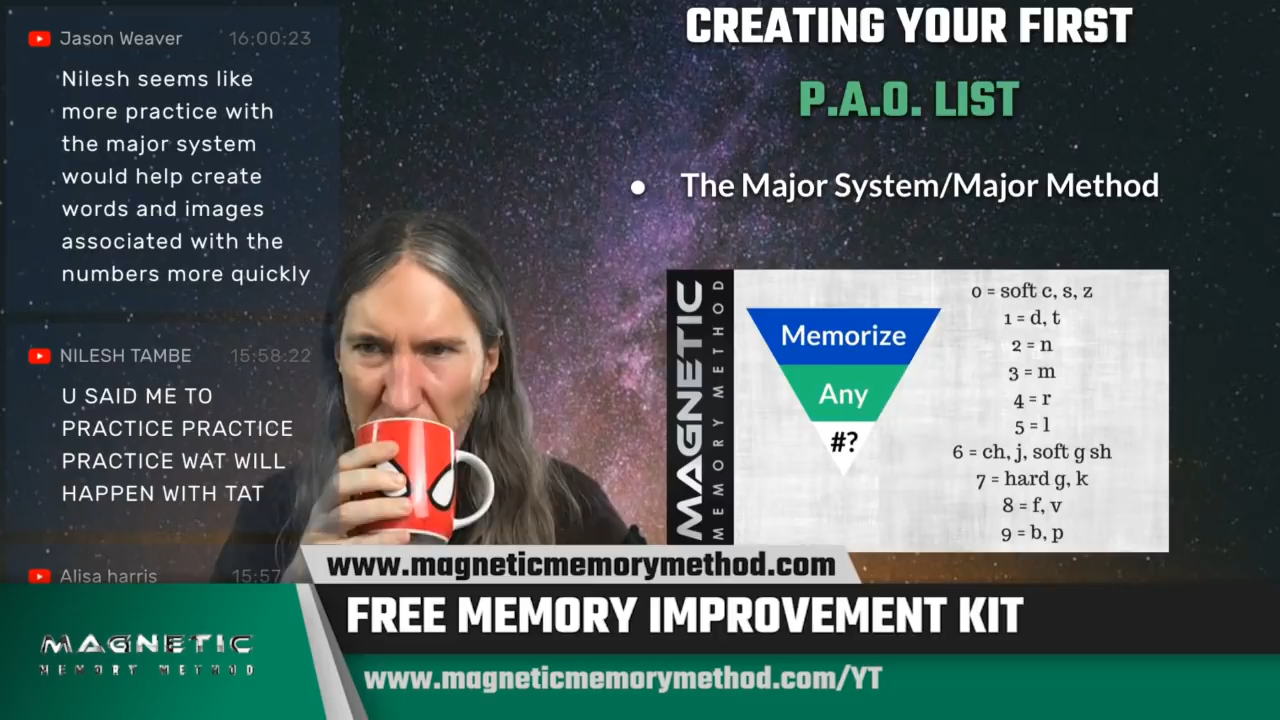 Jason Weaver 16:00:23
Nilesh seems like
more practice with
the major system
would help create
words and images
associated with the
numbers more quickly
NILESH TAMBE 15:58:22
U SAID ME TO
PRACTICE PRACTICE
PRACTICE WAT WILL
HAPPEN WITH TAT
Alisa harris 15:57
CREATING YOUR FIRST
P.A.O. LIST
• The Major System/Major Method
MAGNETIC
MEMORY METHOD
Memorize
Any
#?
0 = soft c, s, z
1 = d, t
2 = n
3 = m
4 = r
5 = l
6 = ch, j, soft g sh
7 = hard g, k
8 = f, v
9 = b, p
www.magneticmemorymethod.com
FREE MEMORY IMPROVEMENT KIT
MAGNETIC
MEMORY METHOD
www.magneticmemorymethod.com/YT